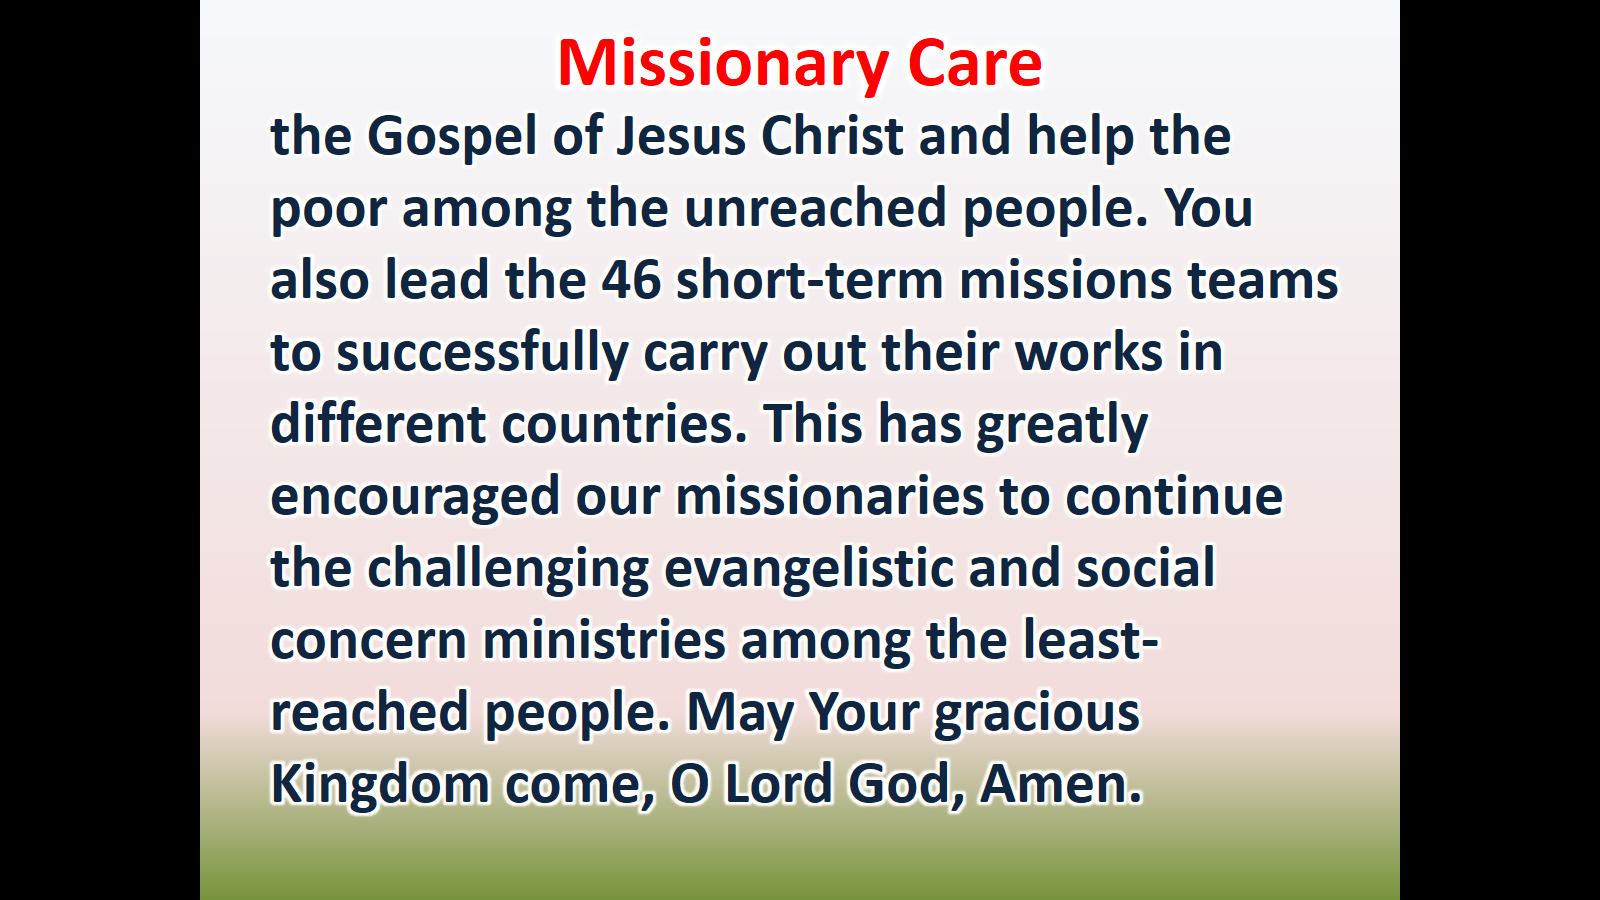 Missionary Care
the Gospel of Jesus Christ and help the
poor among the unreached people. You
also lead the 46 short-term missions teams
to successfully carry out their works in
different countries. This has greatly
encouraged our missionaries to continue
the challenging evangelistic and social
concern ministries among the least-
reached people. May Your gracious
Kingdom come, O Lord God, Amen.